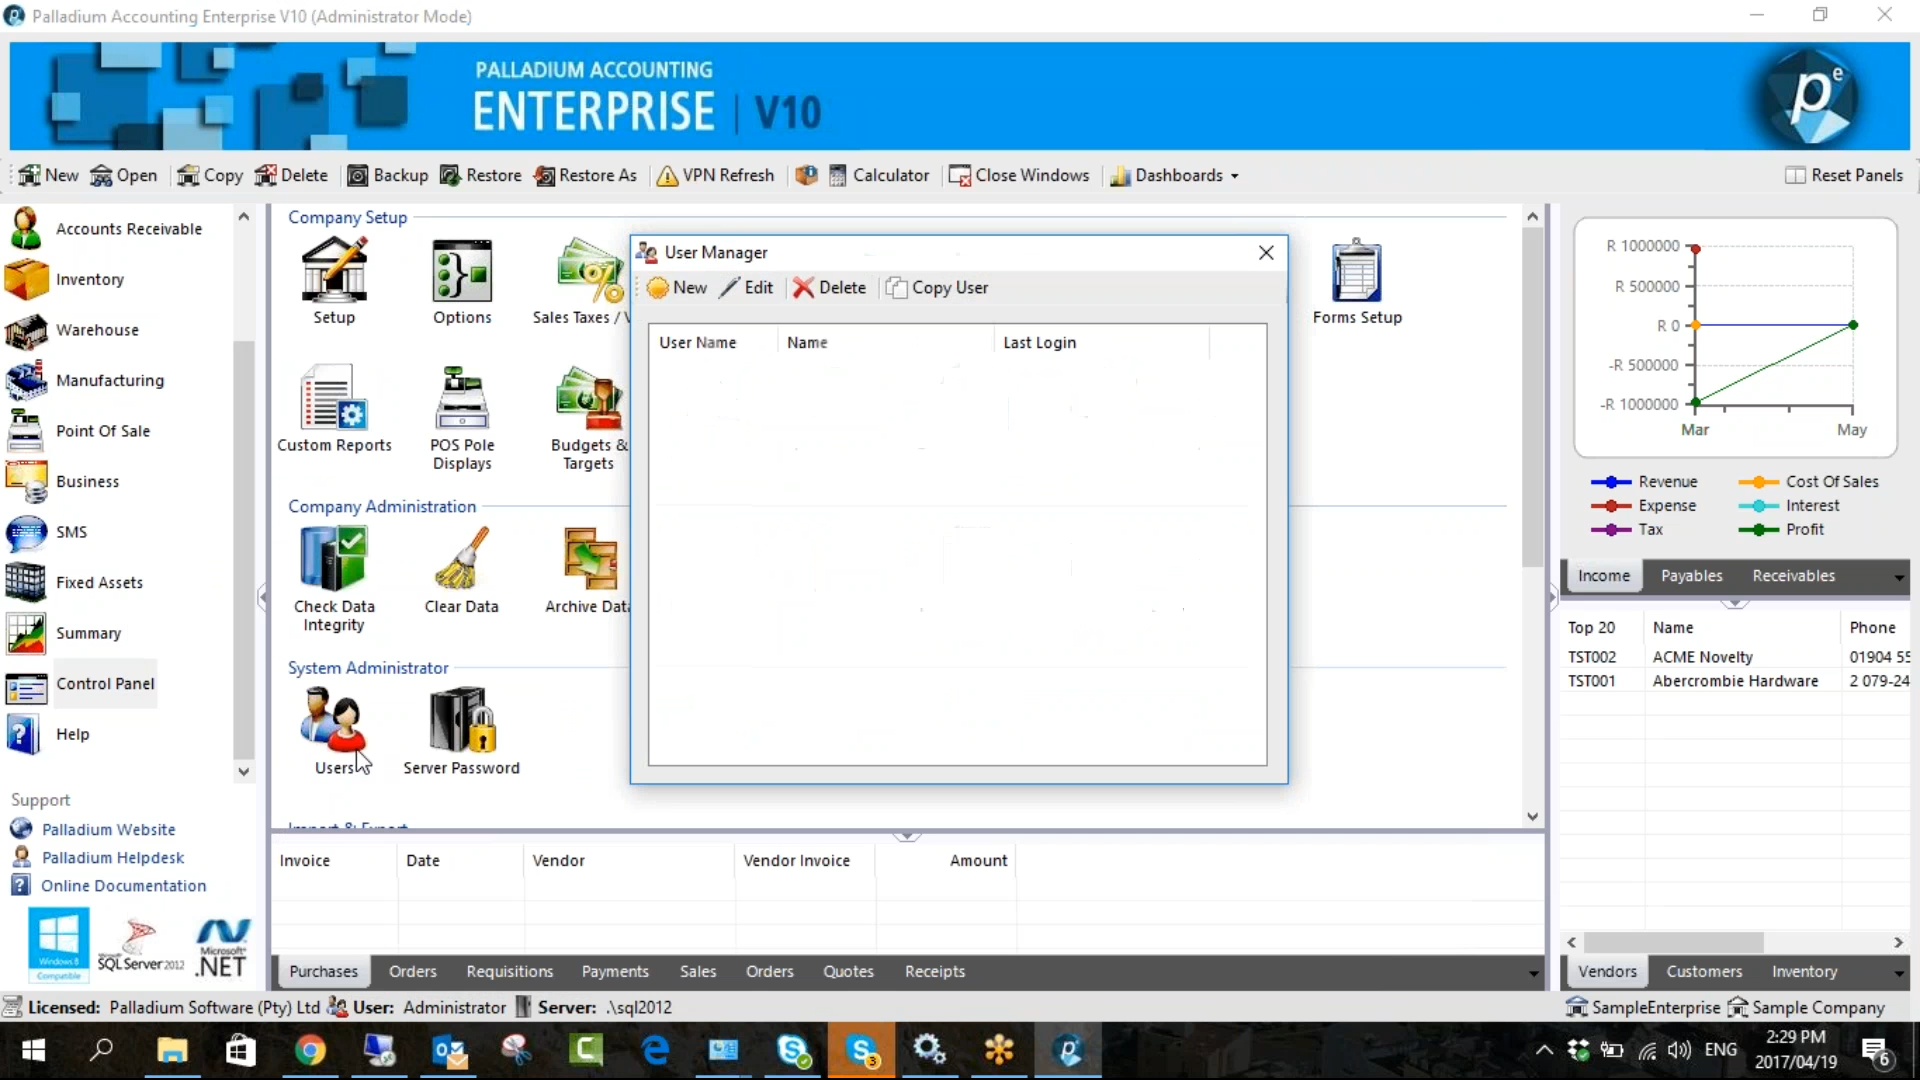 Palladium Accounting Enterprise V10 (Administrator Mode)
PALLADIUM ACCOUNTING
ENTERPRISE | V10
p e
New Open Copy Delete Backup Restore Restore As VPN Refresh Calculator Close Windows Dashboards Reset Panels
Accounts Receivable
Inventory
Warehouse
Manufacturing
Point Of Sale
Business
SMS
Fixed Assets
Summary
Control Panel
Help
Support
Palladium Website
Palladium Helpdesk
Online Documentation
Windows 8
Compatible
SQL Server 2012
Microsoft
.NET
Company Setup
Setup
Options
Sales Taxes /
Forms Setup
Custom Reports
POS Pole
Displays
Budgets &
Targets
Company Administration
Check Data
Integrity
Clear Data
Archive Data
System Administrator
Users
Server Password
Import & Export
User Manager
New Edit Delete Copy User
User Name Name Last Login
R 1000000
R 500000
R 0
-R 500000
-R 1000000
Mar May
Revenue Cost Of Sales
Expense Interest
Tax Profit
Income Payables Receivables
Top 20 Name Phone
TST002 ACME Novelty 01904 55
TST001 Abercrombie Hardware 2 079-24
Vendors Customers Inventory
Invoice Date Vendor Vendor Invoice Amount
Purchases Orders Requisitions Payments Sales Orders Quotes Receipts
Licensed: Palladium Software (Pty) Ltd User: Administrator Server: .\sql2012 SampleEnterprise Sample Company
3
ENG
2:29 PM
2017/04/19
6